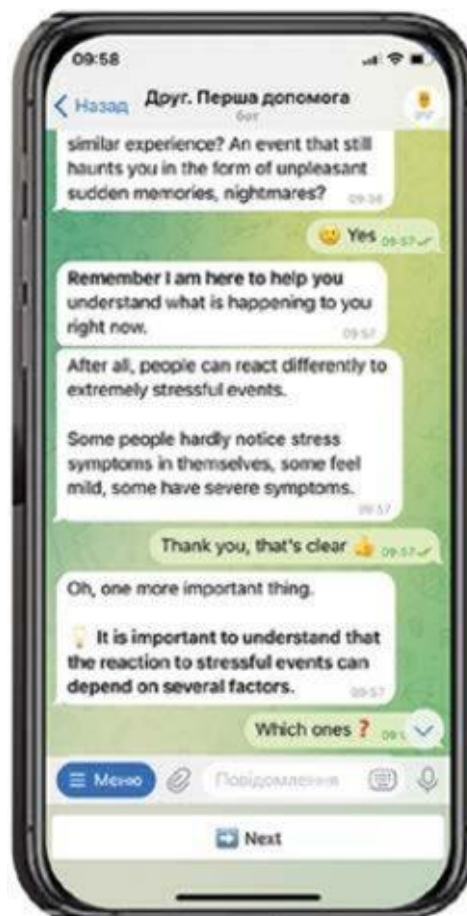 09:58
Назад
Друг. Перша допомога
бот
similar experience? An event that still
haunts you in the form of unpleasant
sudden memories, nightmares?
09:56
Yes 09:57
Remember I am here to help you
understand what is happening to you
right now.
09:57
After all, people can react differently to
extremely stressful events.
Some people hardly notice stress
symptoms in themselves, some feel
mild, some have severe symptoms.
09:57
Thank you, that's clear 👍 09:57
Oh, one more important thing.
💡 It is important to understand that
the reaction to stressful events can
depend on several factors.
09:57
Which ones ❓
Меню
Повідомлення
➡️ Next